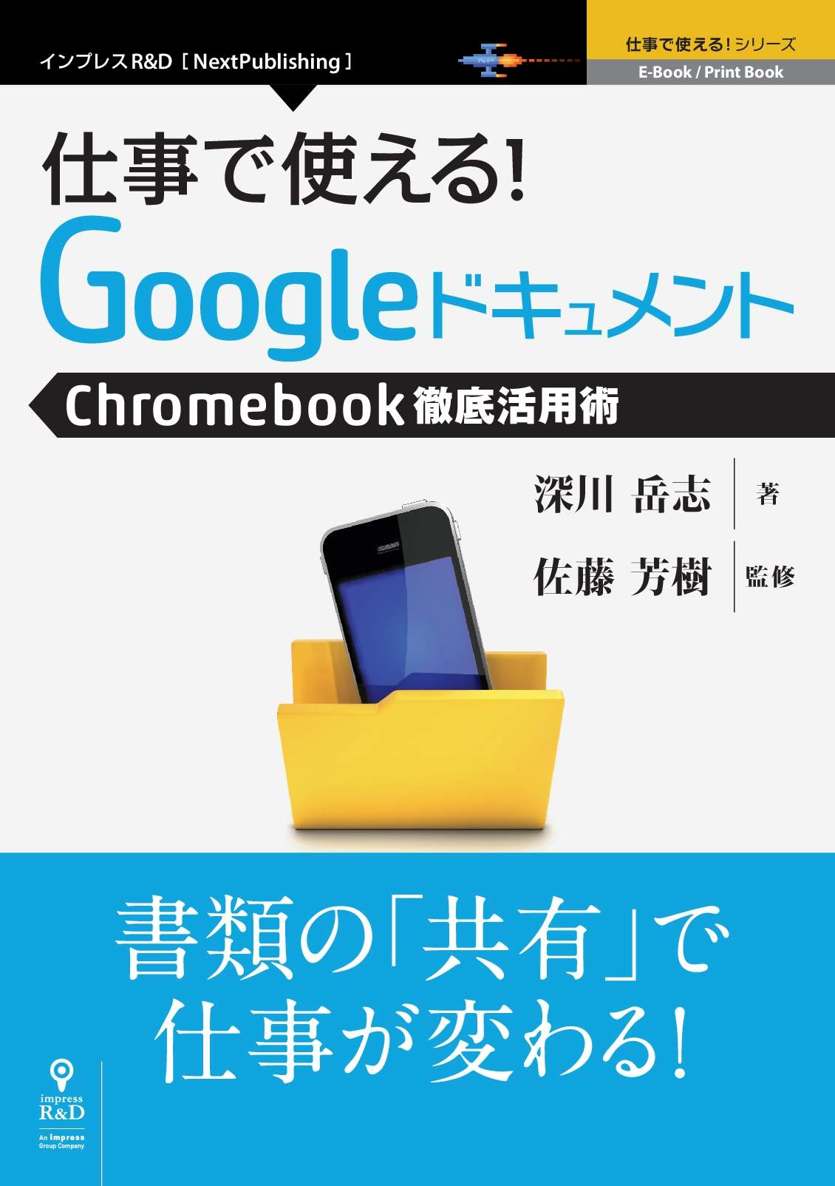 インプレスR&D [ NextPublishing ]
仕事で使える!シリーズ
E-Book / Print Book
仕事で使える!
Googleドキュメント
Chromebook徹底活用術
深川 岳志 著
佐藤 芳樹 監修
書類の「共有」で
仕事が変わる!
impress
R&D
An Impress
Group Company